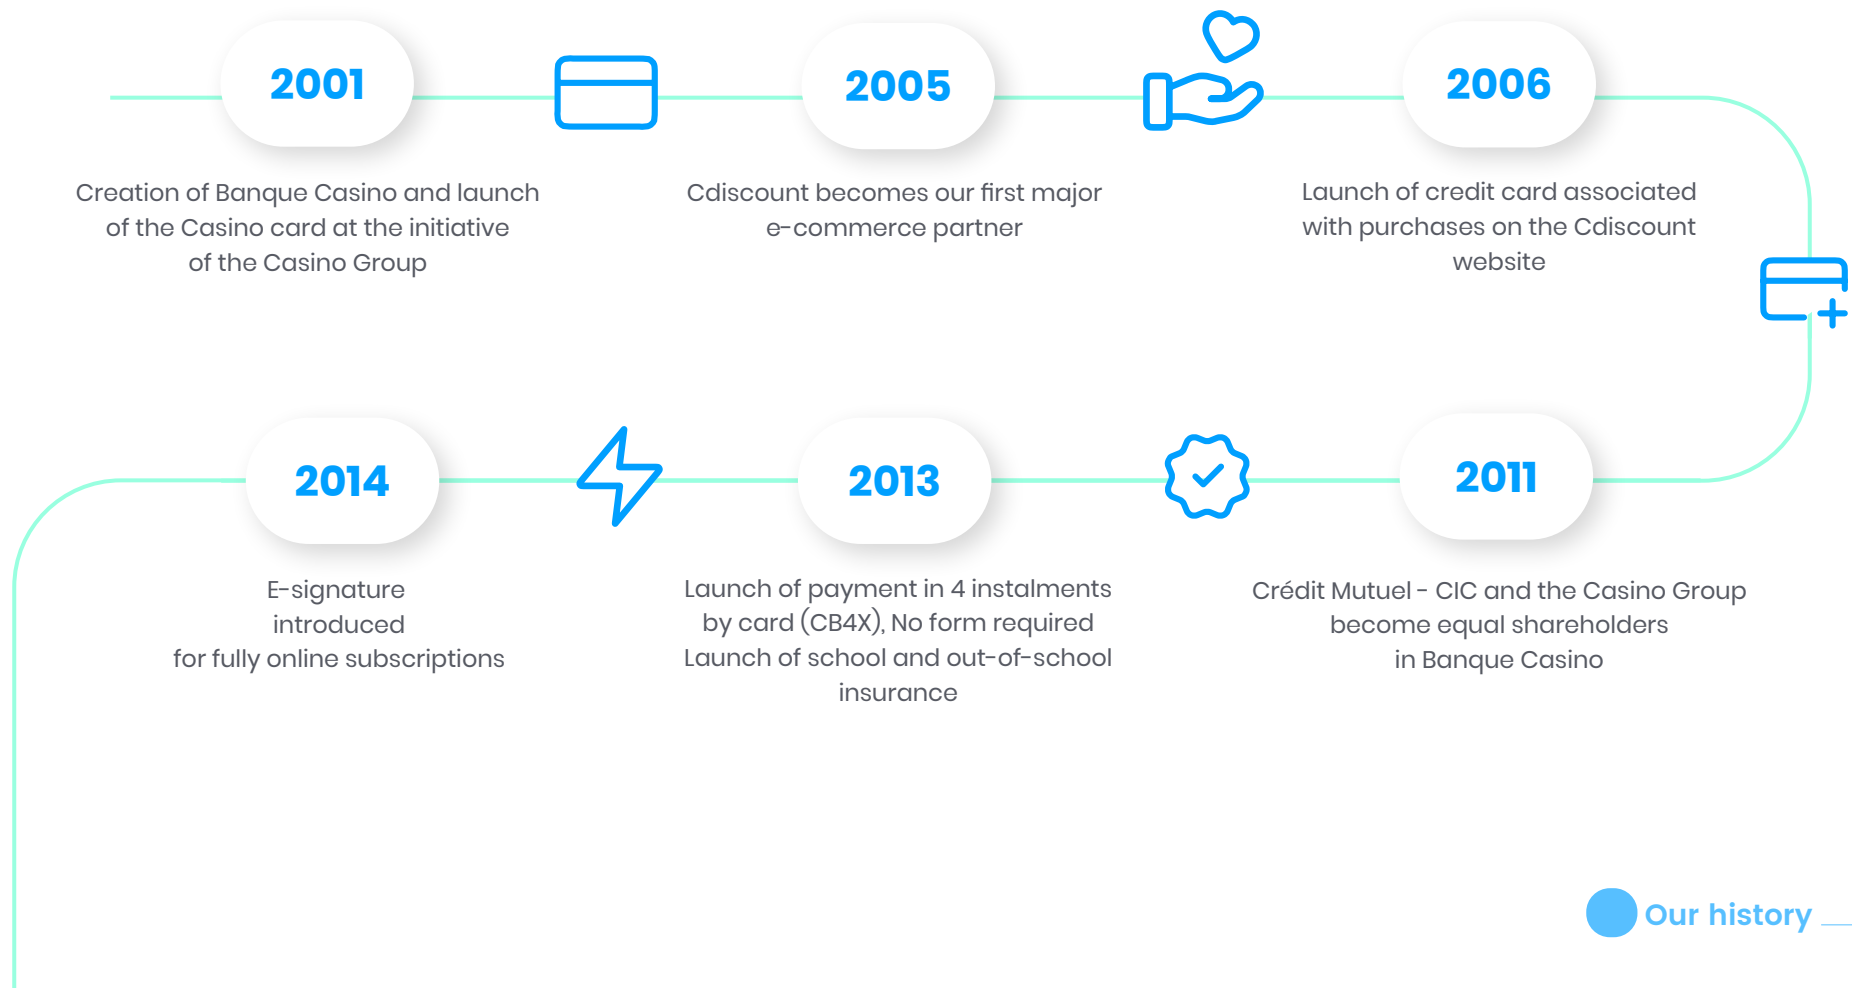 2001
Creation of Banque Casino and launch
of the Casino card at the initiative
of the Casino Group
2005
Cdiscount becomes our first major
e-commerce partner
2006
Launch of credit card associated
with purchases on the Cdiscount
website
2011
Crédit Mutuel - CIC and the Casino Group
become equal shareholders
in Banque Casino
2013
Launch of payment in 4 instalments
by card (CB4X), No form required
Launch of school and out-of-school
insurance
2014
E-signature
introduced
for fully online subscriptions
Our history __